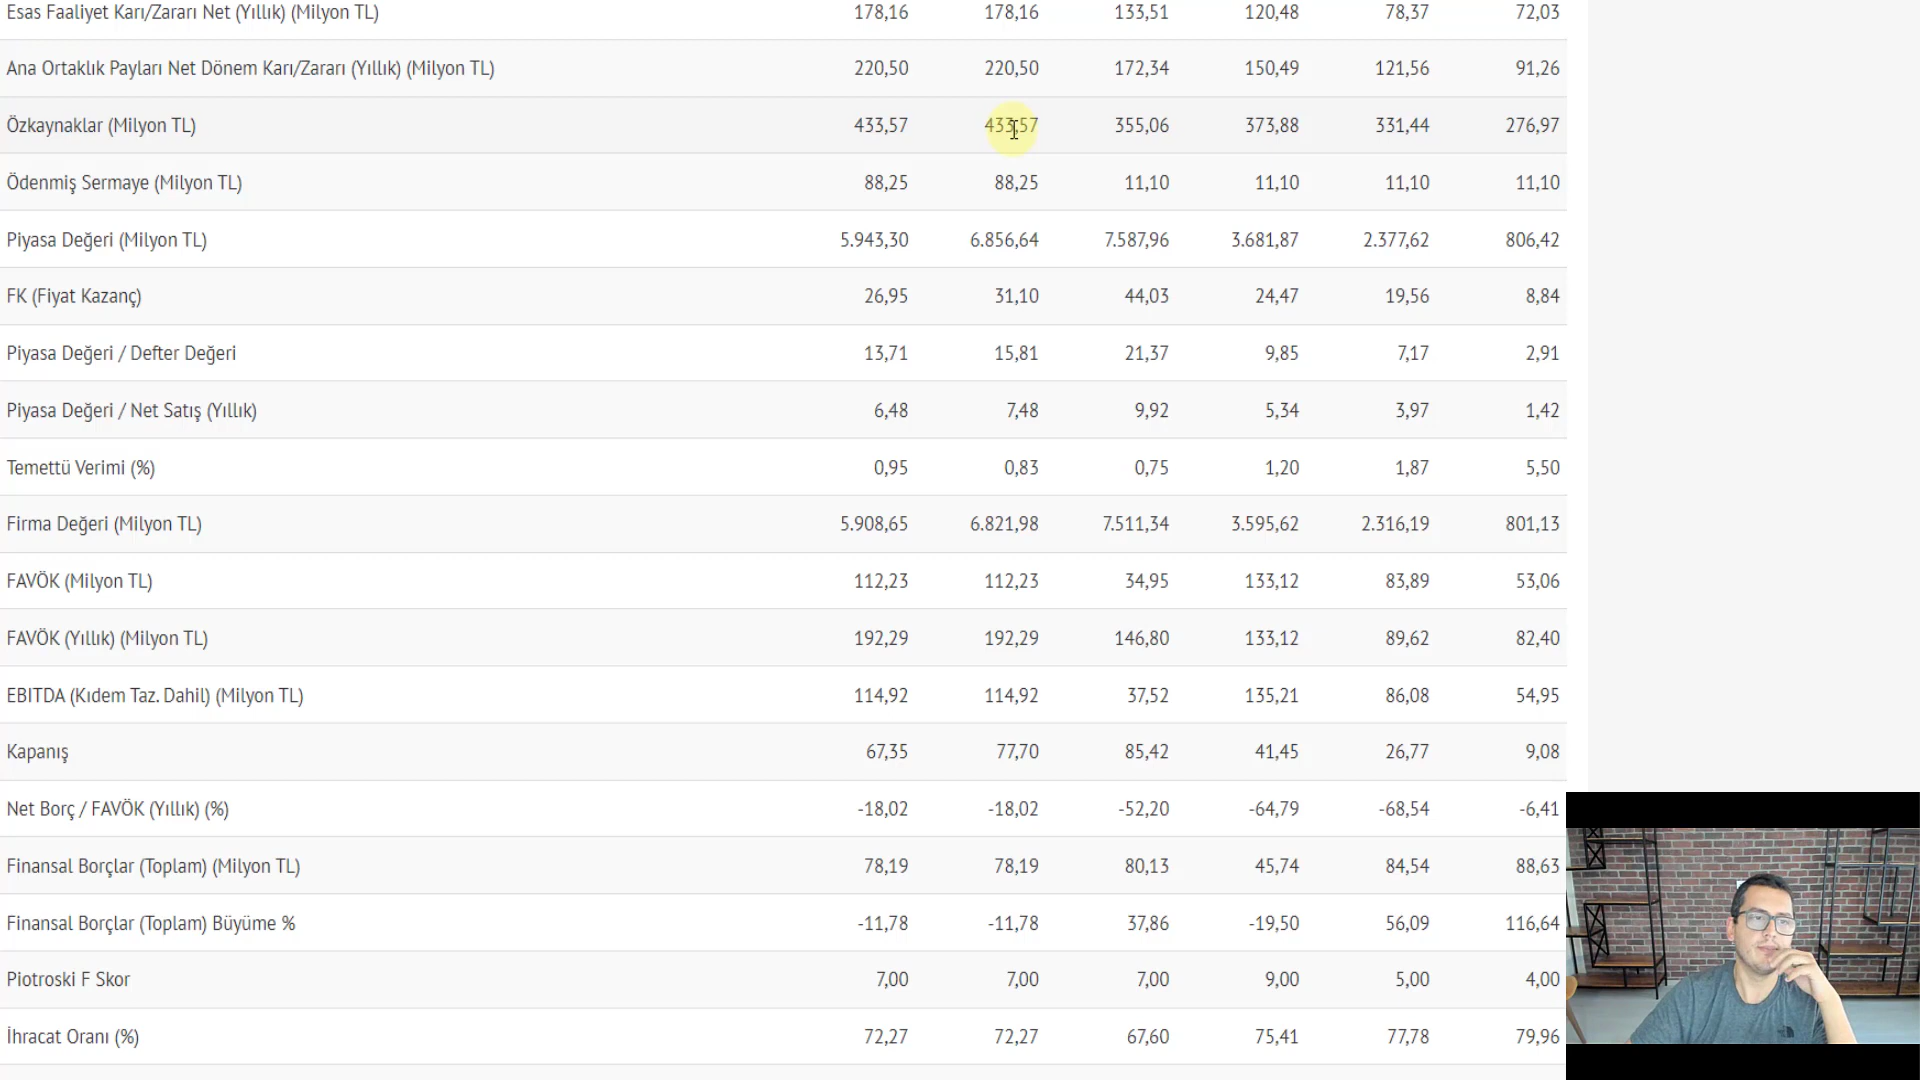 Esas Faaliyet Karı/Zararı Net (Yıllık) (Milyon TL) 178,16 178,16 133,51 120,48 78,37 72,03
Ana Ortaklık Payları Net Dönem Karı/Zararı (Yıllık) (Milyon TL) 220,50 220,50 172,34 150,49 121,56 91,26
Özkaynaklar (Milyon TL) 433,57 433,57 355,06 373,88 331,44 276,97
Ödenmiş Sermaye (Milyon TL) 88,25 88,25 11,10 11,10 11,10 11,10
Piyasa Değeri (Milyon TL) 5.943,30 6.856,64 7.587,96 3.681,87 2.377,62 806,42
FK (Fiyat Kazanç) 26,95 31,10 44,03 24,47 19,56 8,84
Piyasa Değeri / Defter Değeri 13,71 15,81 21,37 9,85 7,17 2,91
Piyasa Değeri / Net Satış (Yıllık) 6,48 7,48 9,92 5,34 3,97 1,42
Temettü Verimi (%) 0,95 0,83 0,75 1,20 1,87 5,50
Firma Değeri (Milyon TL) 5.908,65 6.821,98 7.511,34 3.595,62 2.316,19 801,13
FAVÖK (Milyon TL) 112,23 112,23 34,95 133,12 83,89 53,06
FAVÖK (Yıllık) (Milyon TL) 192,29 192,29 146,80 133,12 89,62 82,40
EBITDA (Kıdem Taz. Dahil) (Milyon TL) 114,92 114,92 37,52 135,21 86,08 54,95
Kapanış 67,35 77,70 85,42 41,45 26,77 9,08
Net Borç / FAVÖK (Yıllık) (%) -18,02 -18,02 -52,20 -64,79 -68,54 -6,41
Finansal Borçlar (Toplam) (Milyon TL) 78,19 78,19 80,13 45,74 84,54 88,63
Finansal Borçlar (Toplam) Büyüme % -11,78 -11,78 37,86 -19,50 56,09 116,64
Piotroski F Skor 7,00 7,00 7,00 9,00 5,00 4,00
İhracat Oranı (%) 72,27 72,27 67,60 75,41 77,78 79,96